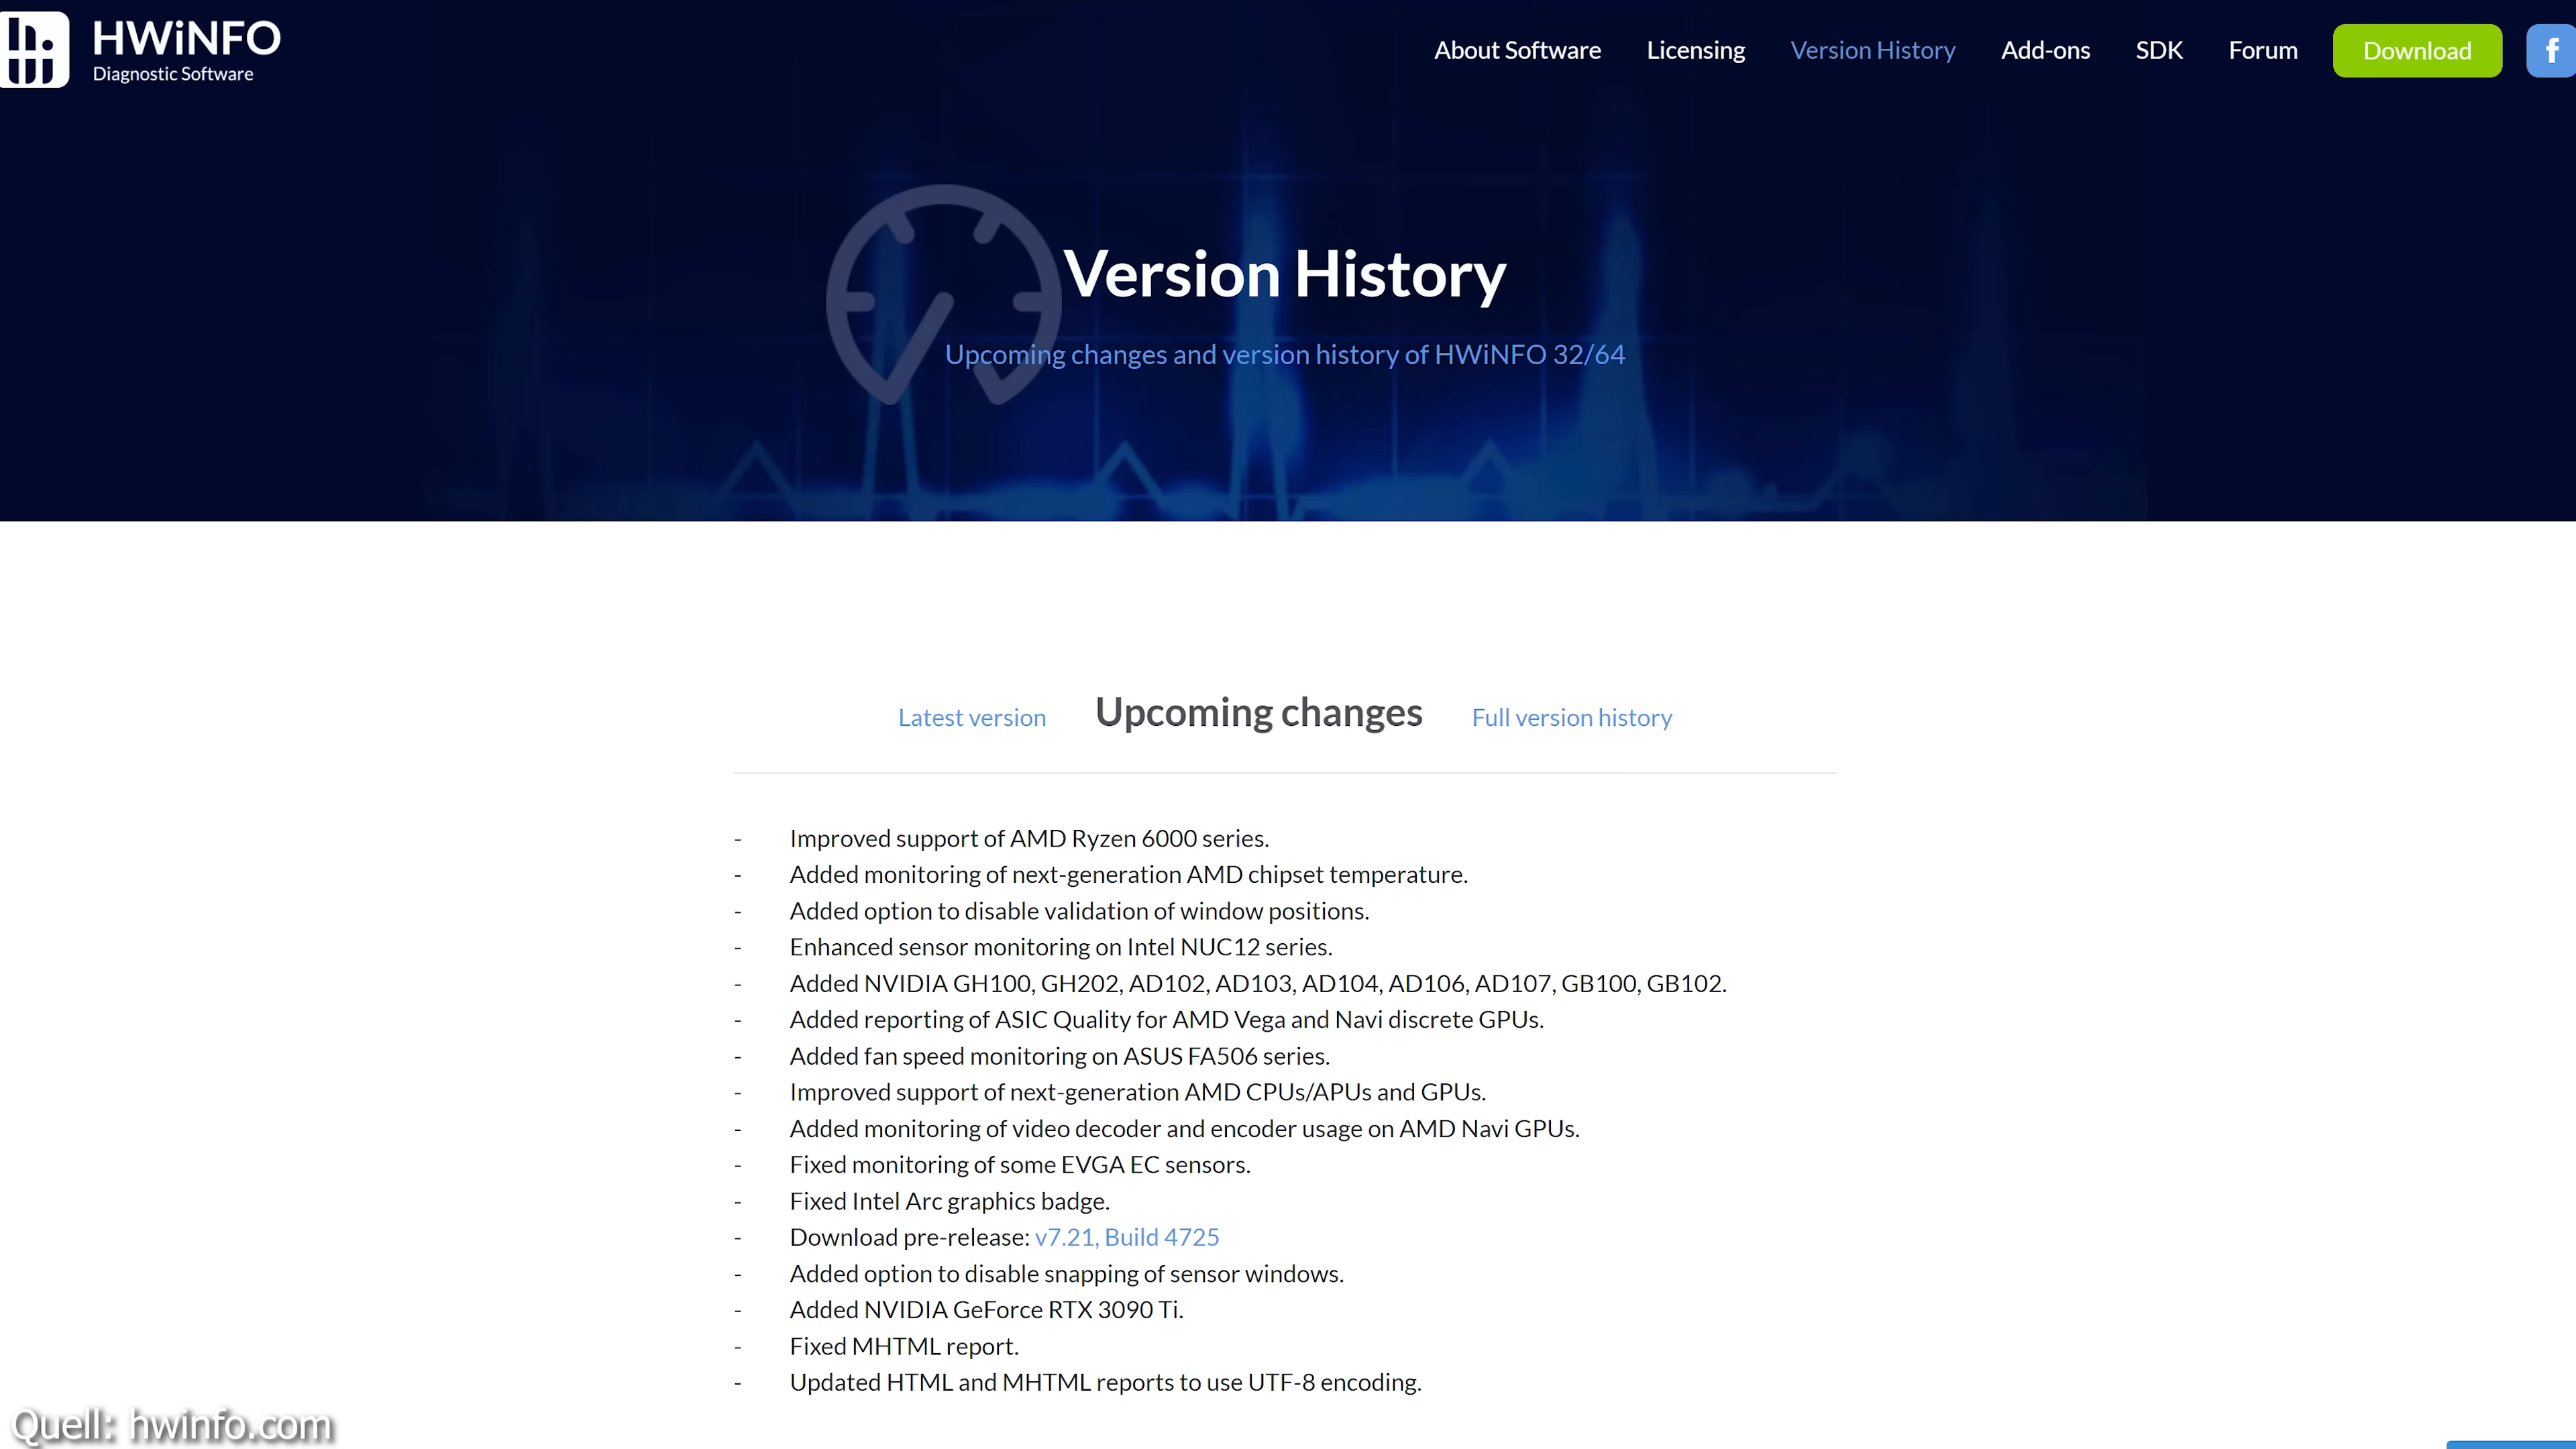 HWiNFO
Diagnostic Software
About Software Licensing Version History Add-ons SDK Forum Download f
Version History
Upcoming changes and version history of HWiNFO 32/64
Latest version Upcoming changes Full version history
- Improved support of AMD Ryzen 6000 series.
- Added monitoring of next-generation AMD chipset temperature.
- Added option to disable validation of window positions.
- Enhanced sensor monitoring on Intel NUC12 series.
- Added NVIDIA GH100, GH202, AD102, AD103, AD104, AD106, AD107, GB100, GB102.
- Added reporting of ASIC Quality for AMD Vega and Navi discrete GPUs.
- Added fan speed monitoring on ASUS FA506 series.
- Improved support of next-generation AMD CPUs/APUs and GPUs.
- Added monitoring of video decoder and encoder usage on AMD Navi GPUs.
- Fixed monitoring of some EVGA EC sensors.
- Fixed Intel Arc graphics badge.
- Download pre-release: v7.21, Build 4725
- Added option to disable snapping of sensor windows.
- Added NVIDIA GeForce RTX 3090 Ti.
- Fixed MHTML report.
- Updated HTML and MHTML reports to use UTF-8 encoding.
Quell: hwinfo.com